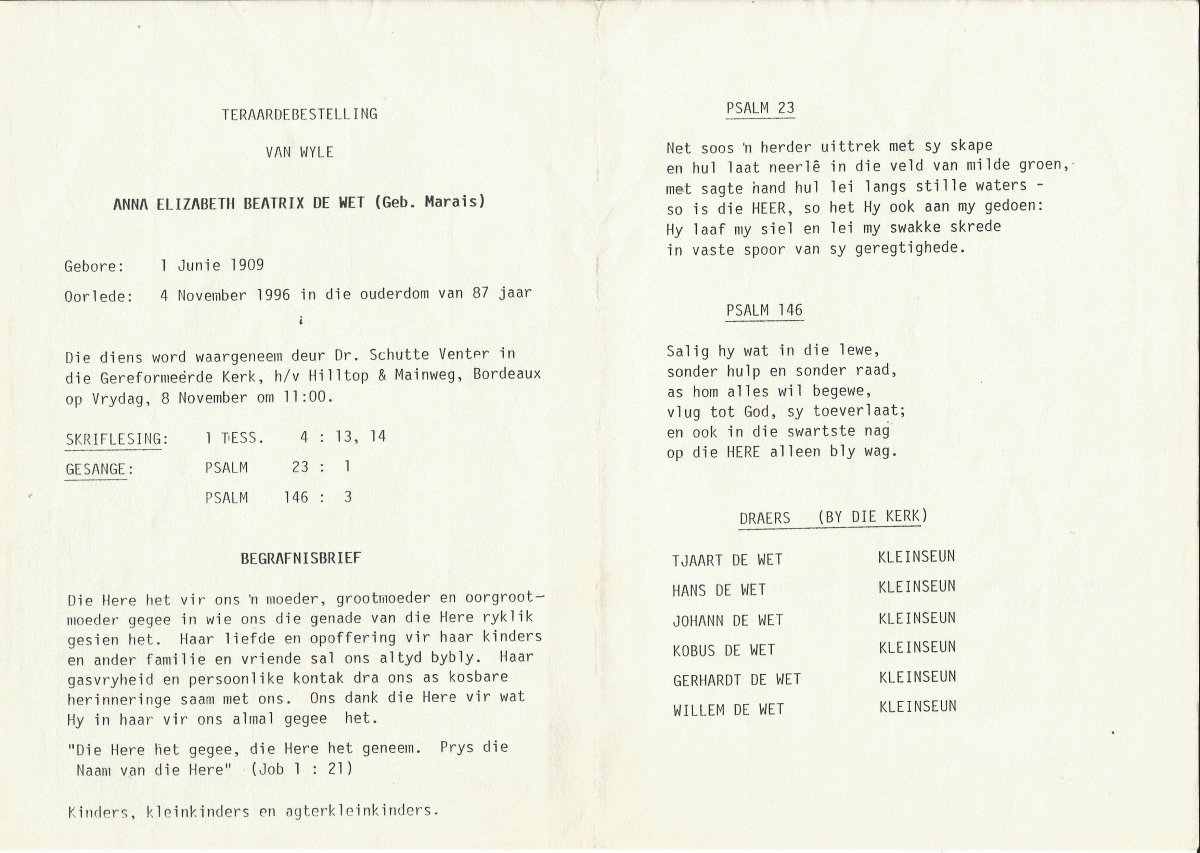 TERAARDEBESTELLING
VAN WYLE
ANNA ELIZABETH BEATRIX DE WET (Geb. Marais)
Gebore: 1 Junie 1909
Oorlede: 4 November 1996 in die ouderdom van 87 jaar
Die diens word waargeneem deur Dr. Schutte Venter in
die Gereformeerde Kerk, h/v Hilltop & Mainweg, Bordeaux
op Vrydag, 8 November om 11:00.
SKRIFLESING: 1 TESS. 4 : 13, 14
GESANGE: PSALM 23 : 1
PSALM 146 : 3
BEGRAFNISBRIEF
Die Here het vir ons 'n moeder, grootmoeder en oorgroot-
moeder gegee in wie ons die genade van die Here ryklik
gesien het. Haar liefde en opoffering vir haar kinders
en ander familie en vriende sal ons altyd bybly. Haar
gasvryheid en persoonlike kontak dra ons as kosbare
herinneringe saam met ons. Ons dank die Here vir wat
Hy in haar vir ons almal gegee het.
"Die Here het gegee, die Here het geneem. Prys die
Naam van die Here" (Job 1 : 21)
Kinders, kleinkinders en agterkleinkinders.
PSALM 23
Net soos 'n herder uittrek met sy skape
en hul laat neerlê in die veld van milde groen,
met sagte hand hul lei langs stille waters -
so is die HEER, so het Hy ook aan my gedoen:
Hy laaf my siel en lei my swakke skrede
in vaste spoor van sy geregtighede.
PSALM 146
Salig hy wat in die lewe,
sonder hulp en sonder raad,
as hom alles wil begewe,
vlug tot God, sy toeverlaat;
en ook in die swartste nag
op die HERE alleen bly wag.
DRAERS (BY DIE KERK)
TJAART DE WET KLEINSEUN
HANS DE WET KLEINSEUN
JOHANN DE WET KLEINSEUN
KOBUS DE WET KLEINSEUN
GERHARDT DE WET KLEINSEUN
WILLEM DE WET KLEINSEUN